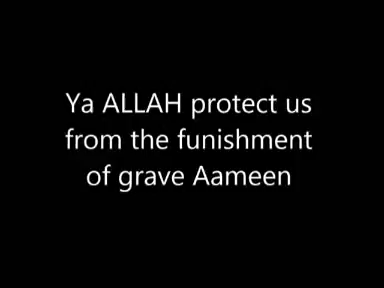 Ya ALLAH protect us
from the funishment
of grave Aameen